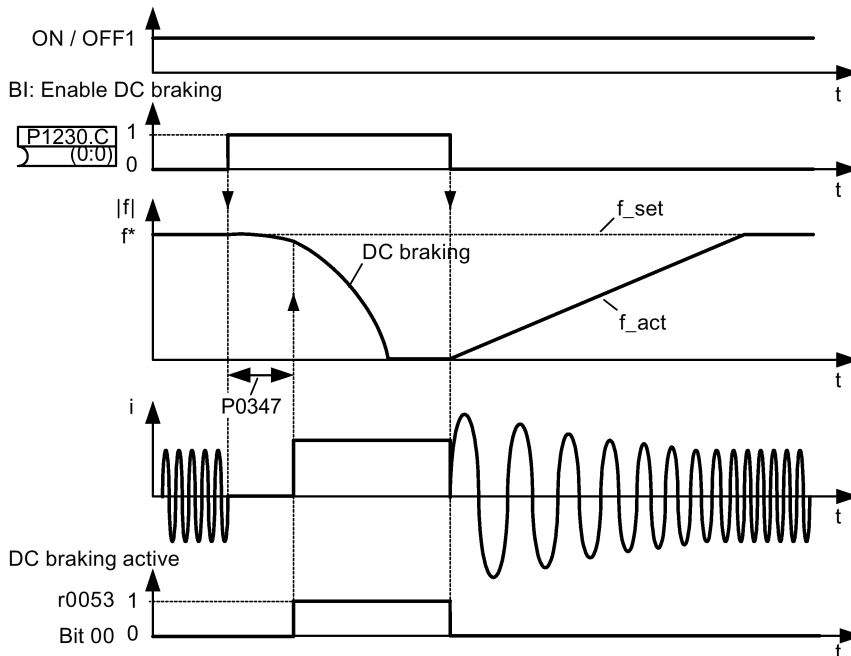 ON / OFF1
t
BI: Enable DC braking
P1230.C
(0:0)
1
0
t
|f|
f*
f_set
DC braking
f_act
t
P0347
i
t
DC braking active
r0053 1
Bit 00 0
t